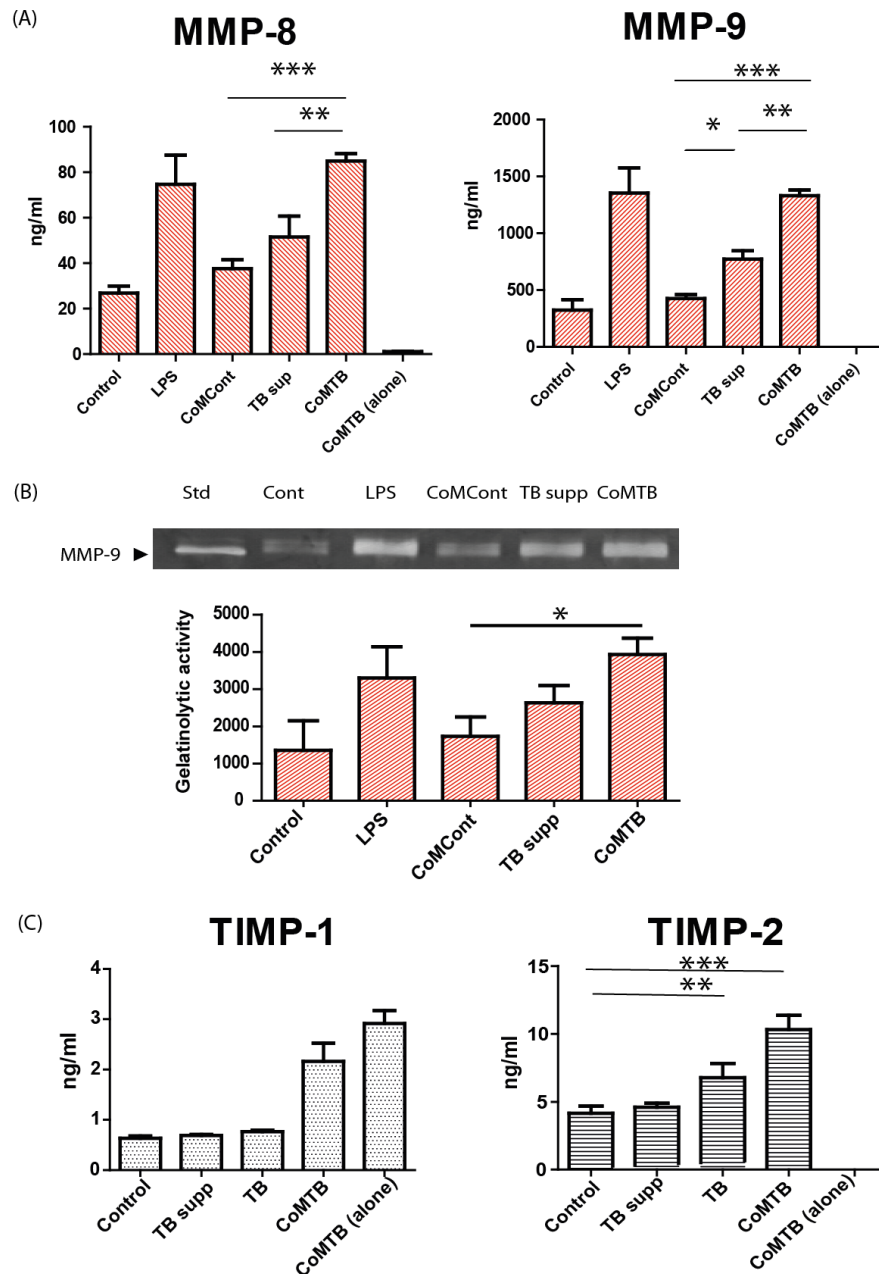 (A)
MMP-8
MMP-9
***
**
***
*
**
100
80
60
40
20
0
ng/ml
Control
LPS
CoMCont
TB sup
CoMTB
CoMTB (alone)
2000
1500
1000
500
0
ng/ml
Control
LPS
CoMCont
TB sup
CoMTB
CoMTB (alone)
(B)
Std Cont LPS CoMCont TB supp CoMTB
MMP-9
*
5000
4000
3000
2000
1000
0
Gelatinolytic activity
Control
LPS
CoMCont
TB supp
CoMTB
(C)
TIMP-1
TIMP-2
4
3
2
1
0
ng/ml
Control
TB supp
TB
CoMTB
CoMTB (alone)
***
**
15
10
5
0
ng/ml
Control
TB supp
TB
CoMTB
CoMTB (alone)